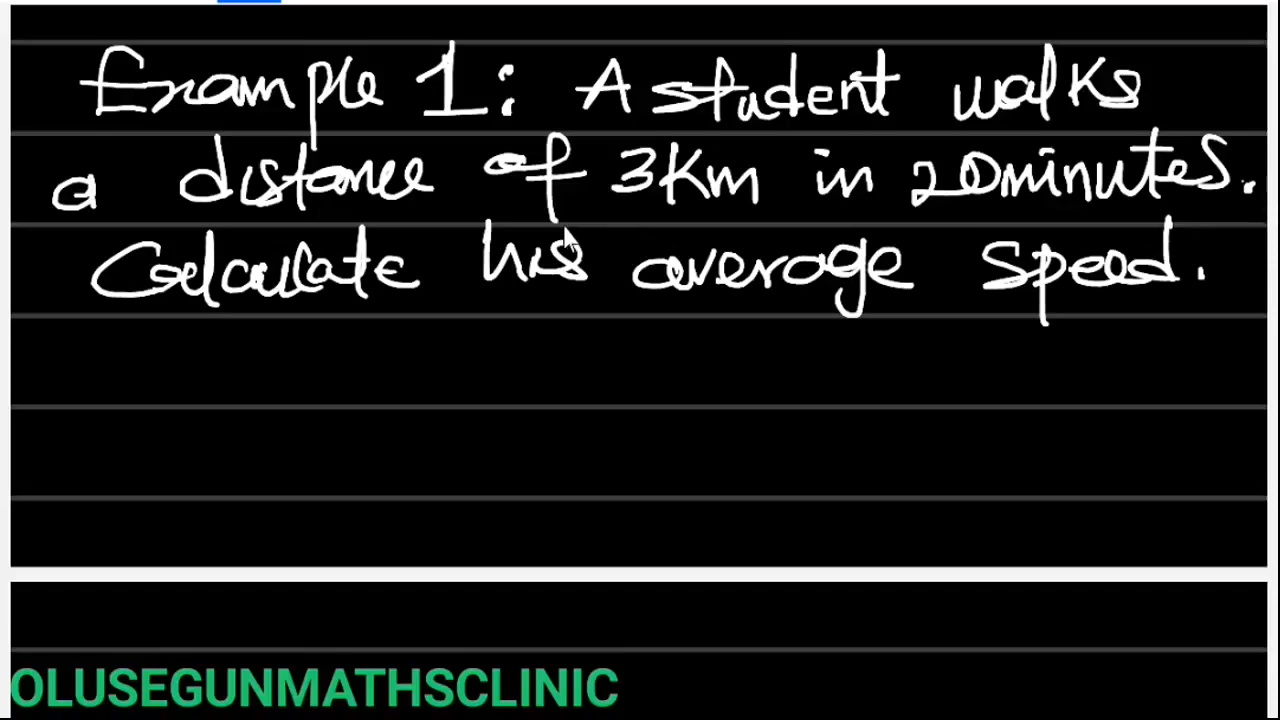 Example 1: A student walks
a distance of 3Km in 20minutes.
Calculate his average speed.
OLUSEGUNMATHSCLINIC